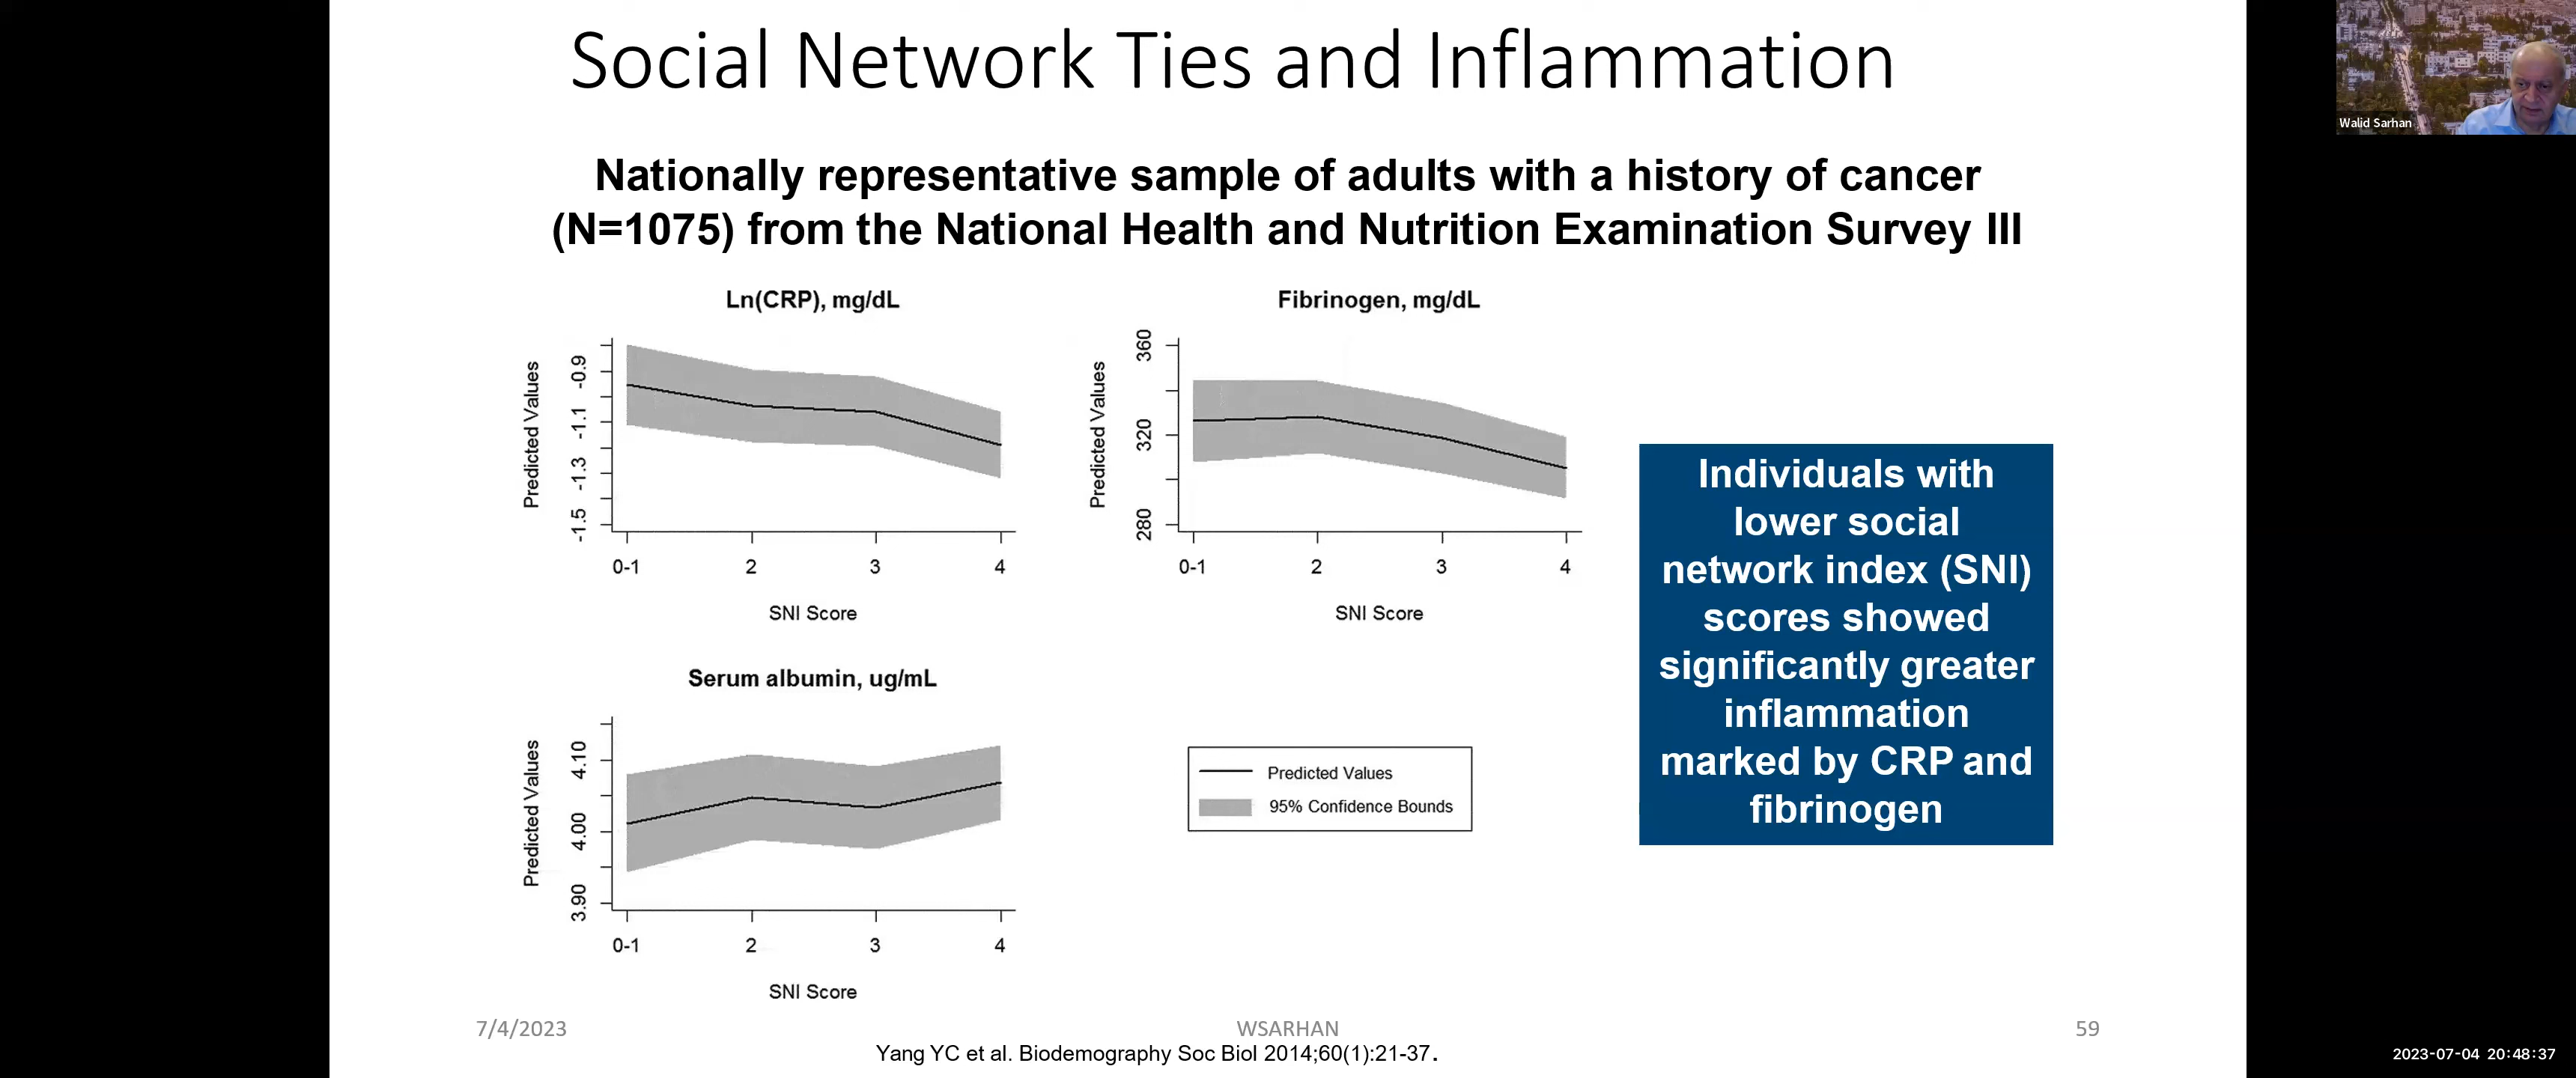 Social Network Ties and Inflammation
Walid Sarhan
Nationally representative sample of adults with a history of cancer
(N=1075) from the National Health and Nutrition Examination Survey III
Ln(CRP), mg/dL
Predicted Values
-0.9
-1.1
-1.3
-1.5
0-1 2 3 4
SNI Score
Fibrinogen, mg/dL
Predicted Values
360
320
280
0-1 2 3 4
SNI Score
Individuals with
lower social
network index (SNI)
scores showed
significantly greater
inflammation
marked by CRP and
fibrinogen
Serum albumin, ug/mL
Predicted Values
4.10
4.00
3.90
0-1 2 3 4
SNI Score
Predicted Values
95% Confidence Bounds
7/4/2023 WSARHAN 59
Yang YC et al. Biodemography Soc Biol 2014;60(1):21-37.
2023-07-04 20:48:37